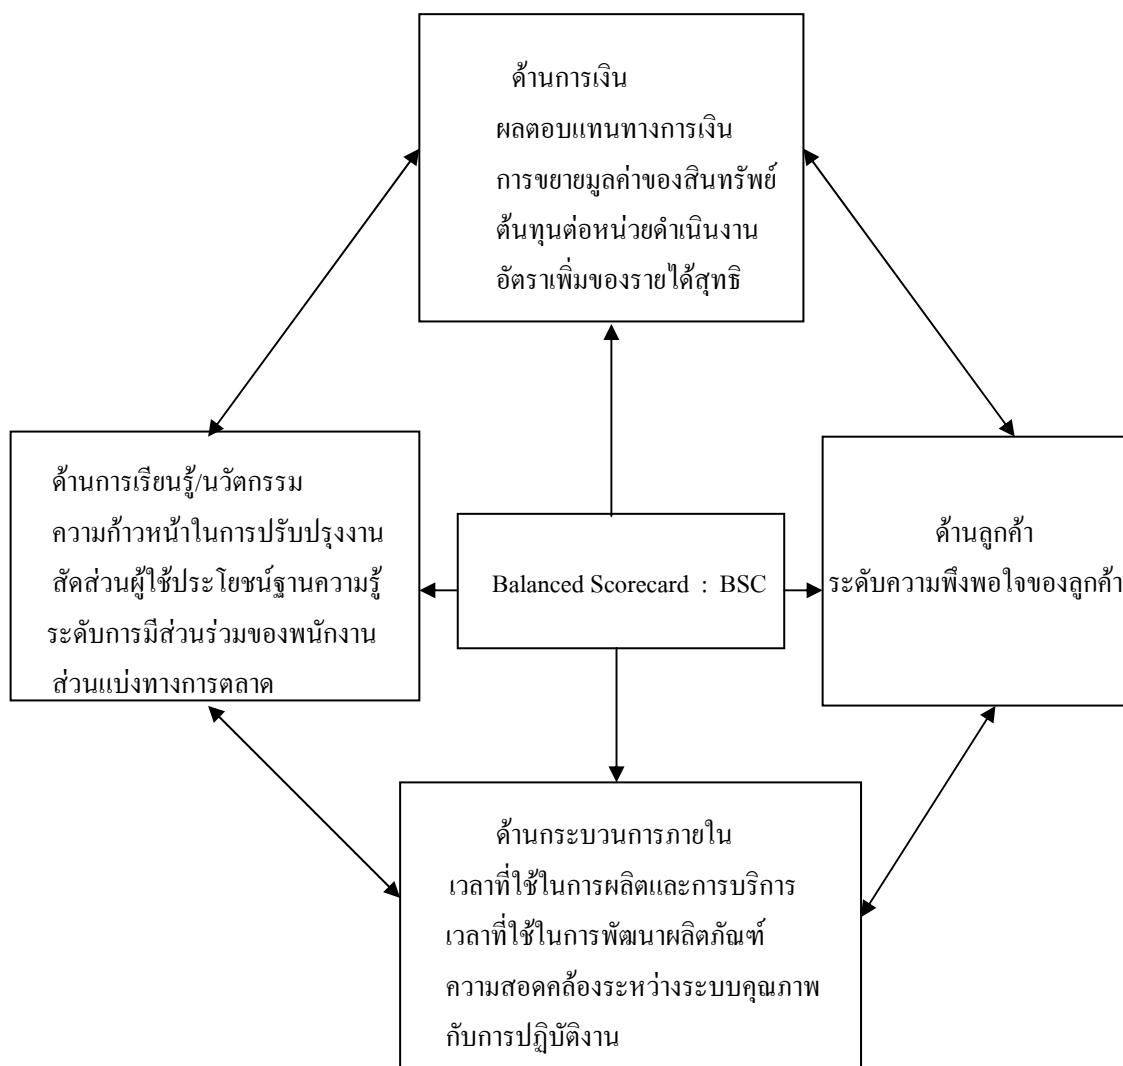 ด้านการเงิน
ผลตอบแทนทางการเงิน
การขยายมูลค่าของสินทรัพย์
ต้นทุนต่อหน่วยดำเนินงาน
อัตราเพิ่มของรายได้สุทธิ
ด้านการเรียนรู้/นวัตกรรม
ความก้าวหน้าในการปรับปรุงงาน
สัดส่วนผู้ใช้ประโยชน์ฐานความรู้
ระดับการมีส่วนร่วมของพนักงาน
ส่วนแบ่งทางการตลาด
Balanced Scorecard : BSC
ด้านลูกค้า
ระดับความพึงพอใจของลูกค้า
ด้านกระบวนการภายใน
เวลาที่ใช้ในการผลิตและการบริการ
เวลาที่ใช้ในการพัฒนาผลิตภัณฑ์
ความสอดคล้องระหว่างระบบคุณภาพ
กับการปฏิบัติงาน